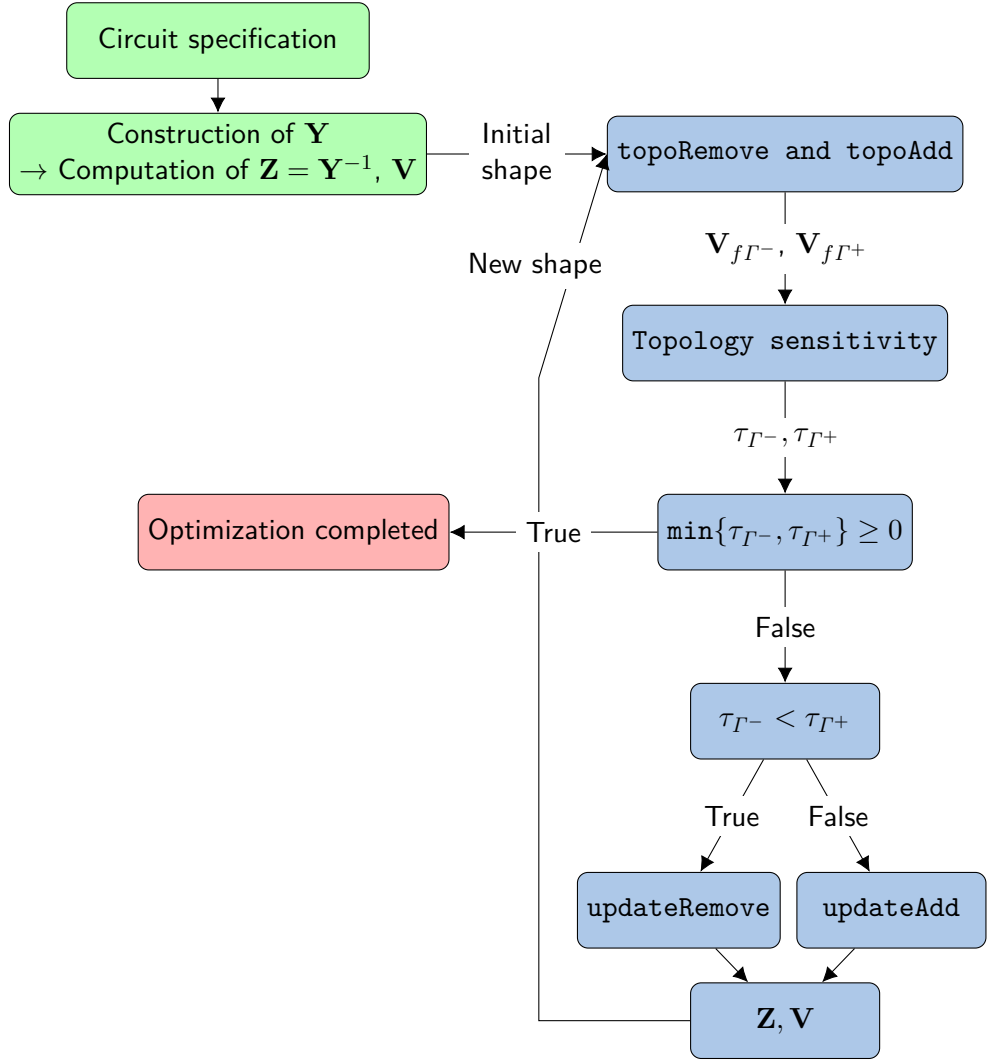 Circuit specification
Construction of Y
→ Computation of Z = Y⁻¹, V
Initial
shape
topoRemove and topoAdd
V_{fΓ⁻}, V_{fΓ⁺}
New shape
Topology sensitivity
τ_{Γ⁻}, τ_{Γ⁺}
Optimization completed
True
min{τ_{Γ⁻}, τ_{Γ⁺}} ≥ 0
False
τ_{Γ⁻} < τ_{Γ⁺}
True
False
updateRemove
updateAdd
Z, V